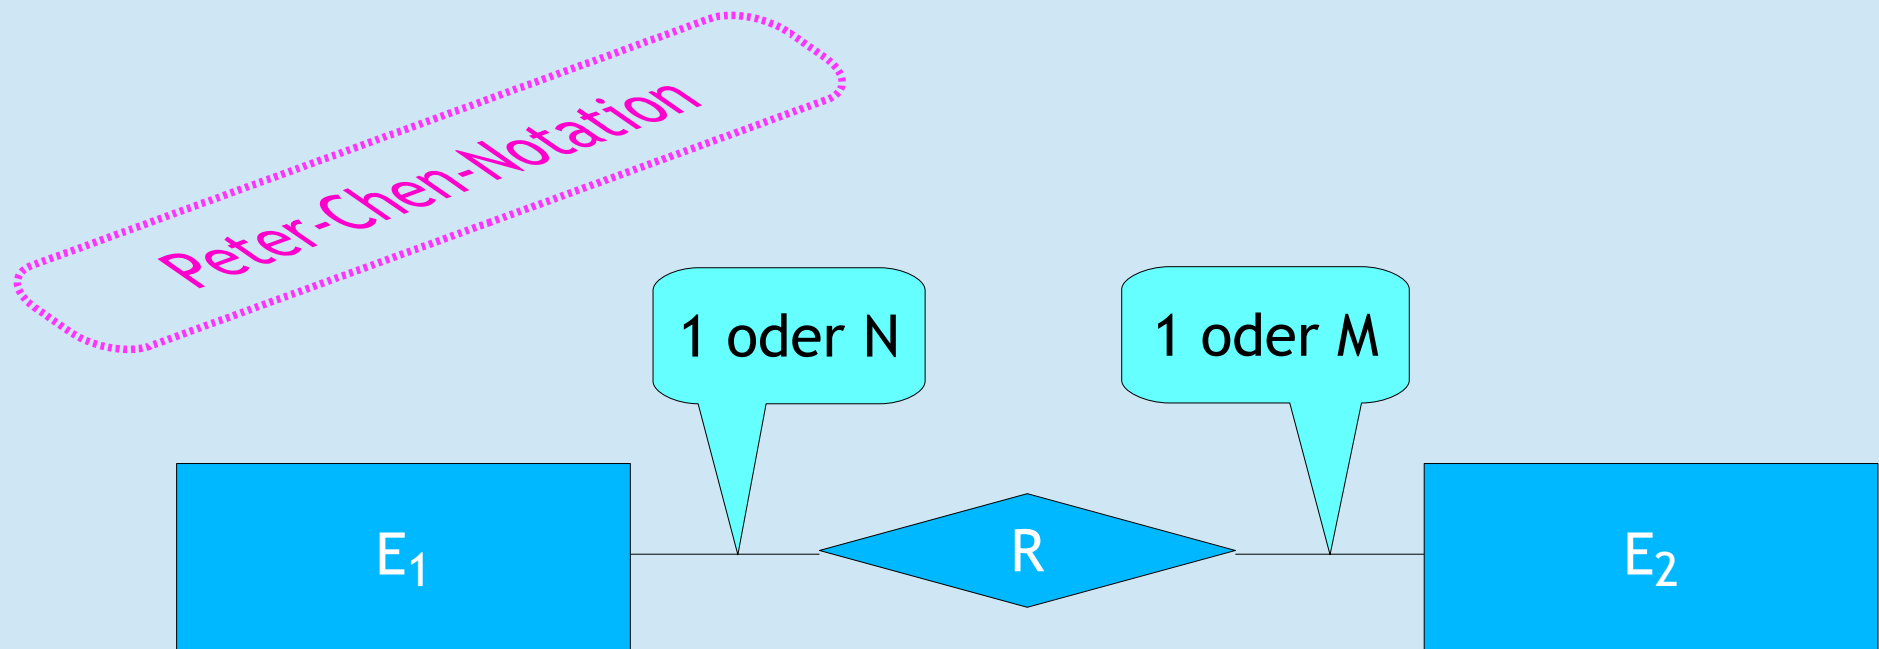 Peter-Chen-Notation
1 oder N
1 oder M
E₁
R
E₂